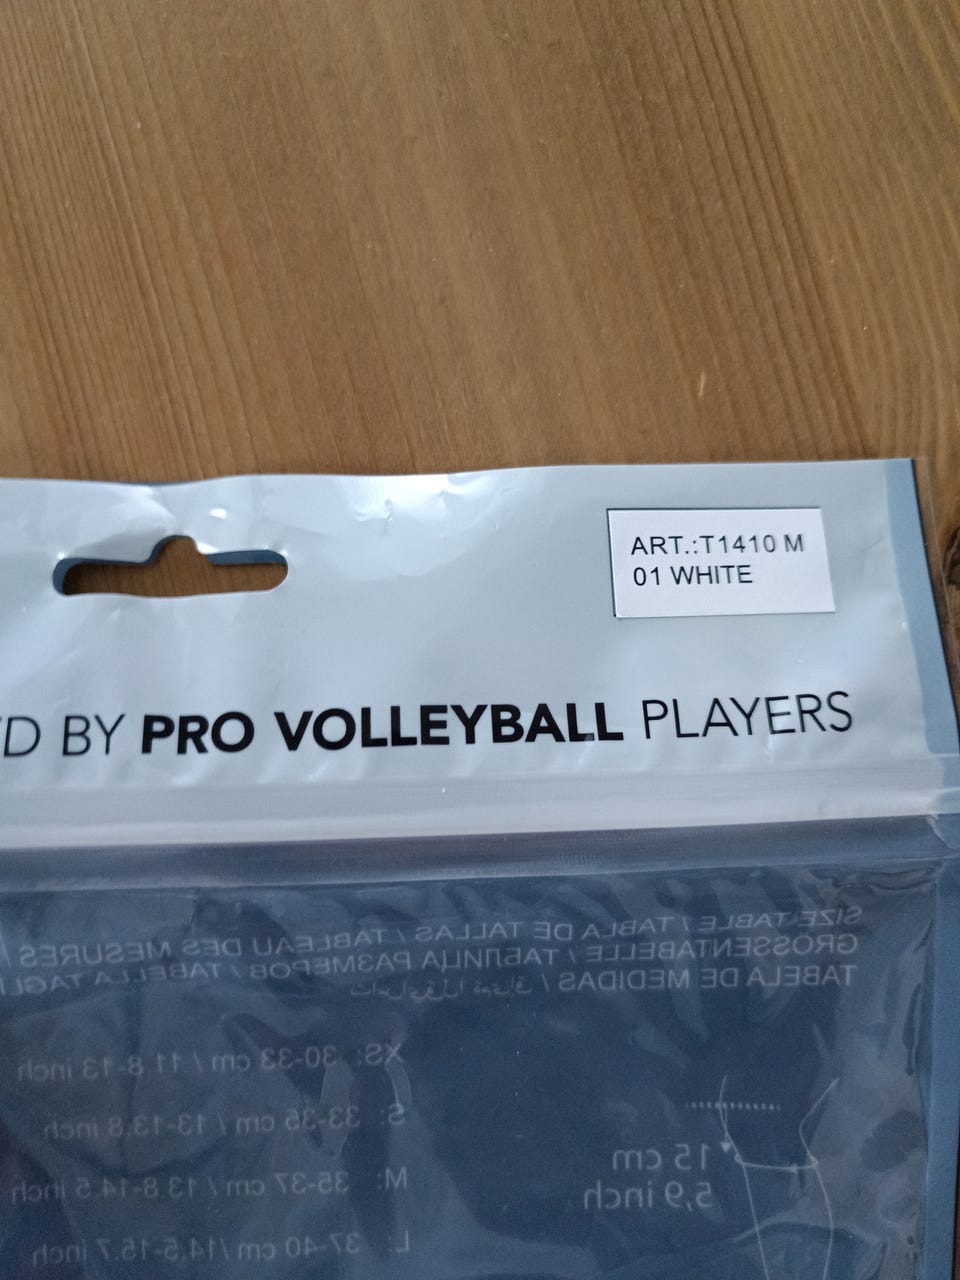 ART.:T1410 M
01 WHITE
BY PRO VOLLEYBALL PLAYERS
SIZE TABLE / TABLA DE TALLAS / TABLEAU DES MESURES /
GRÖSSENTABELLE / ТАБЛИЦА РАЗМЕРОВ / TABELLA
TABELA DE MEDIDAS /
XS: 30-33 cm / 11.8-13 inch
S: 33-35 cm / 13-13.8 inch
15 cm
5,9 inch
M: 35-37 cm / 13.8-14.5 inch
L: 37-40 cm / 14.5-15.7 inch